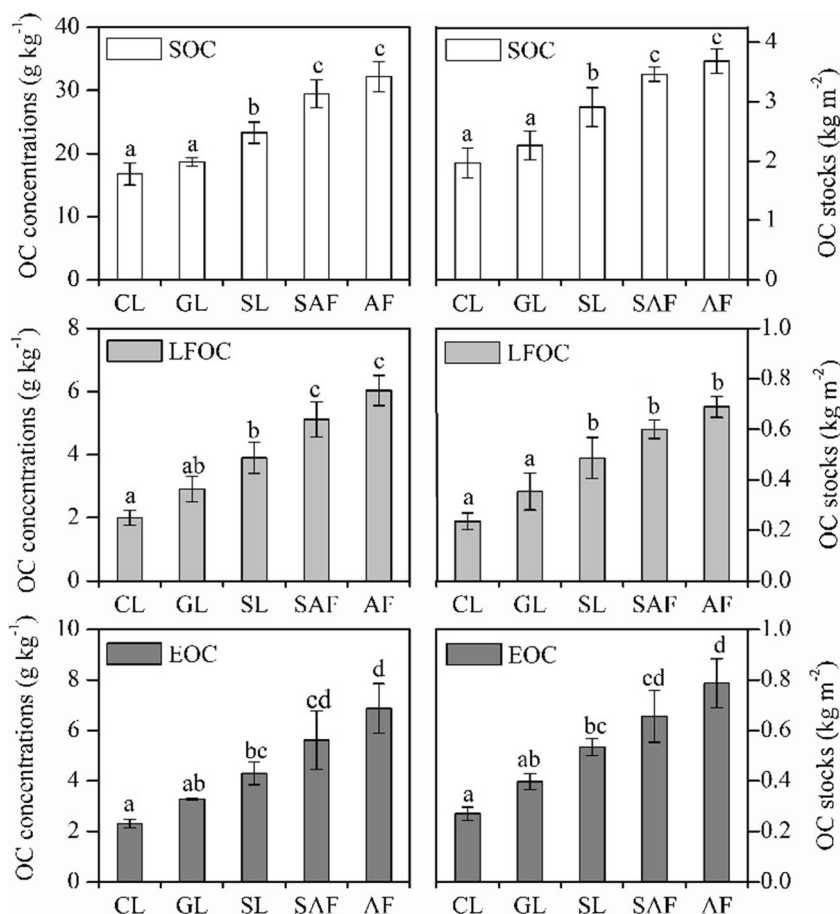 OC concentrations (g kg⁻¹)
40
30
20
10
0
SOC
a a b c c
CL GL SL SAF AF
SOC
a a b c c
CL GL SL SAF AF
4
3
2
1
0
OC stocks (kg m⁻²)
OC concentrations (g kg⁻¹)
8
6
4
2
0
LFOC
a ab b c c
CL GL SL SAF AF
LFOC
a a b b b
CL GL SL SAF AF
1.0
0.8
0.6
0.4
0.2
0.0
OC stocks (kg m⁻²)
OC concentrations (g kg⁻¹)
10
8
6
4
2
0
EOC
a ab bc cd d
CL GL SL SAF AF
EOC
a ab bc cd d
CL GL SL SAF AF
1.0
0.8
0.6
0.4
0.2
0.0
OC stocks (kg m⁻²)